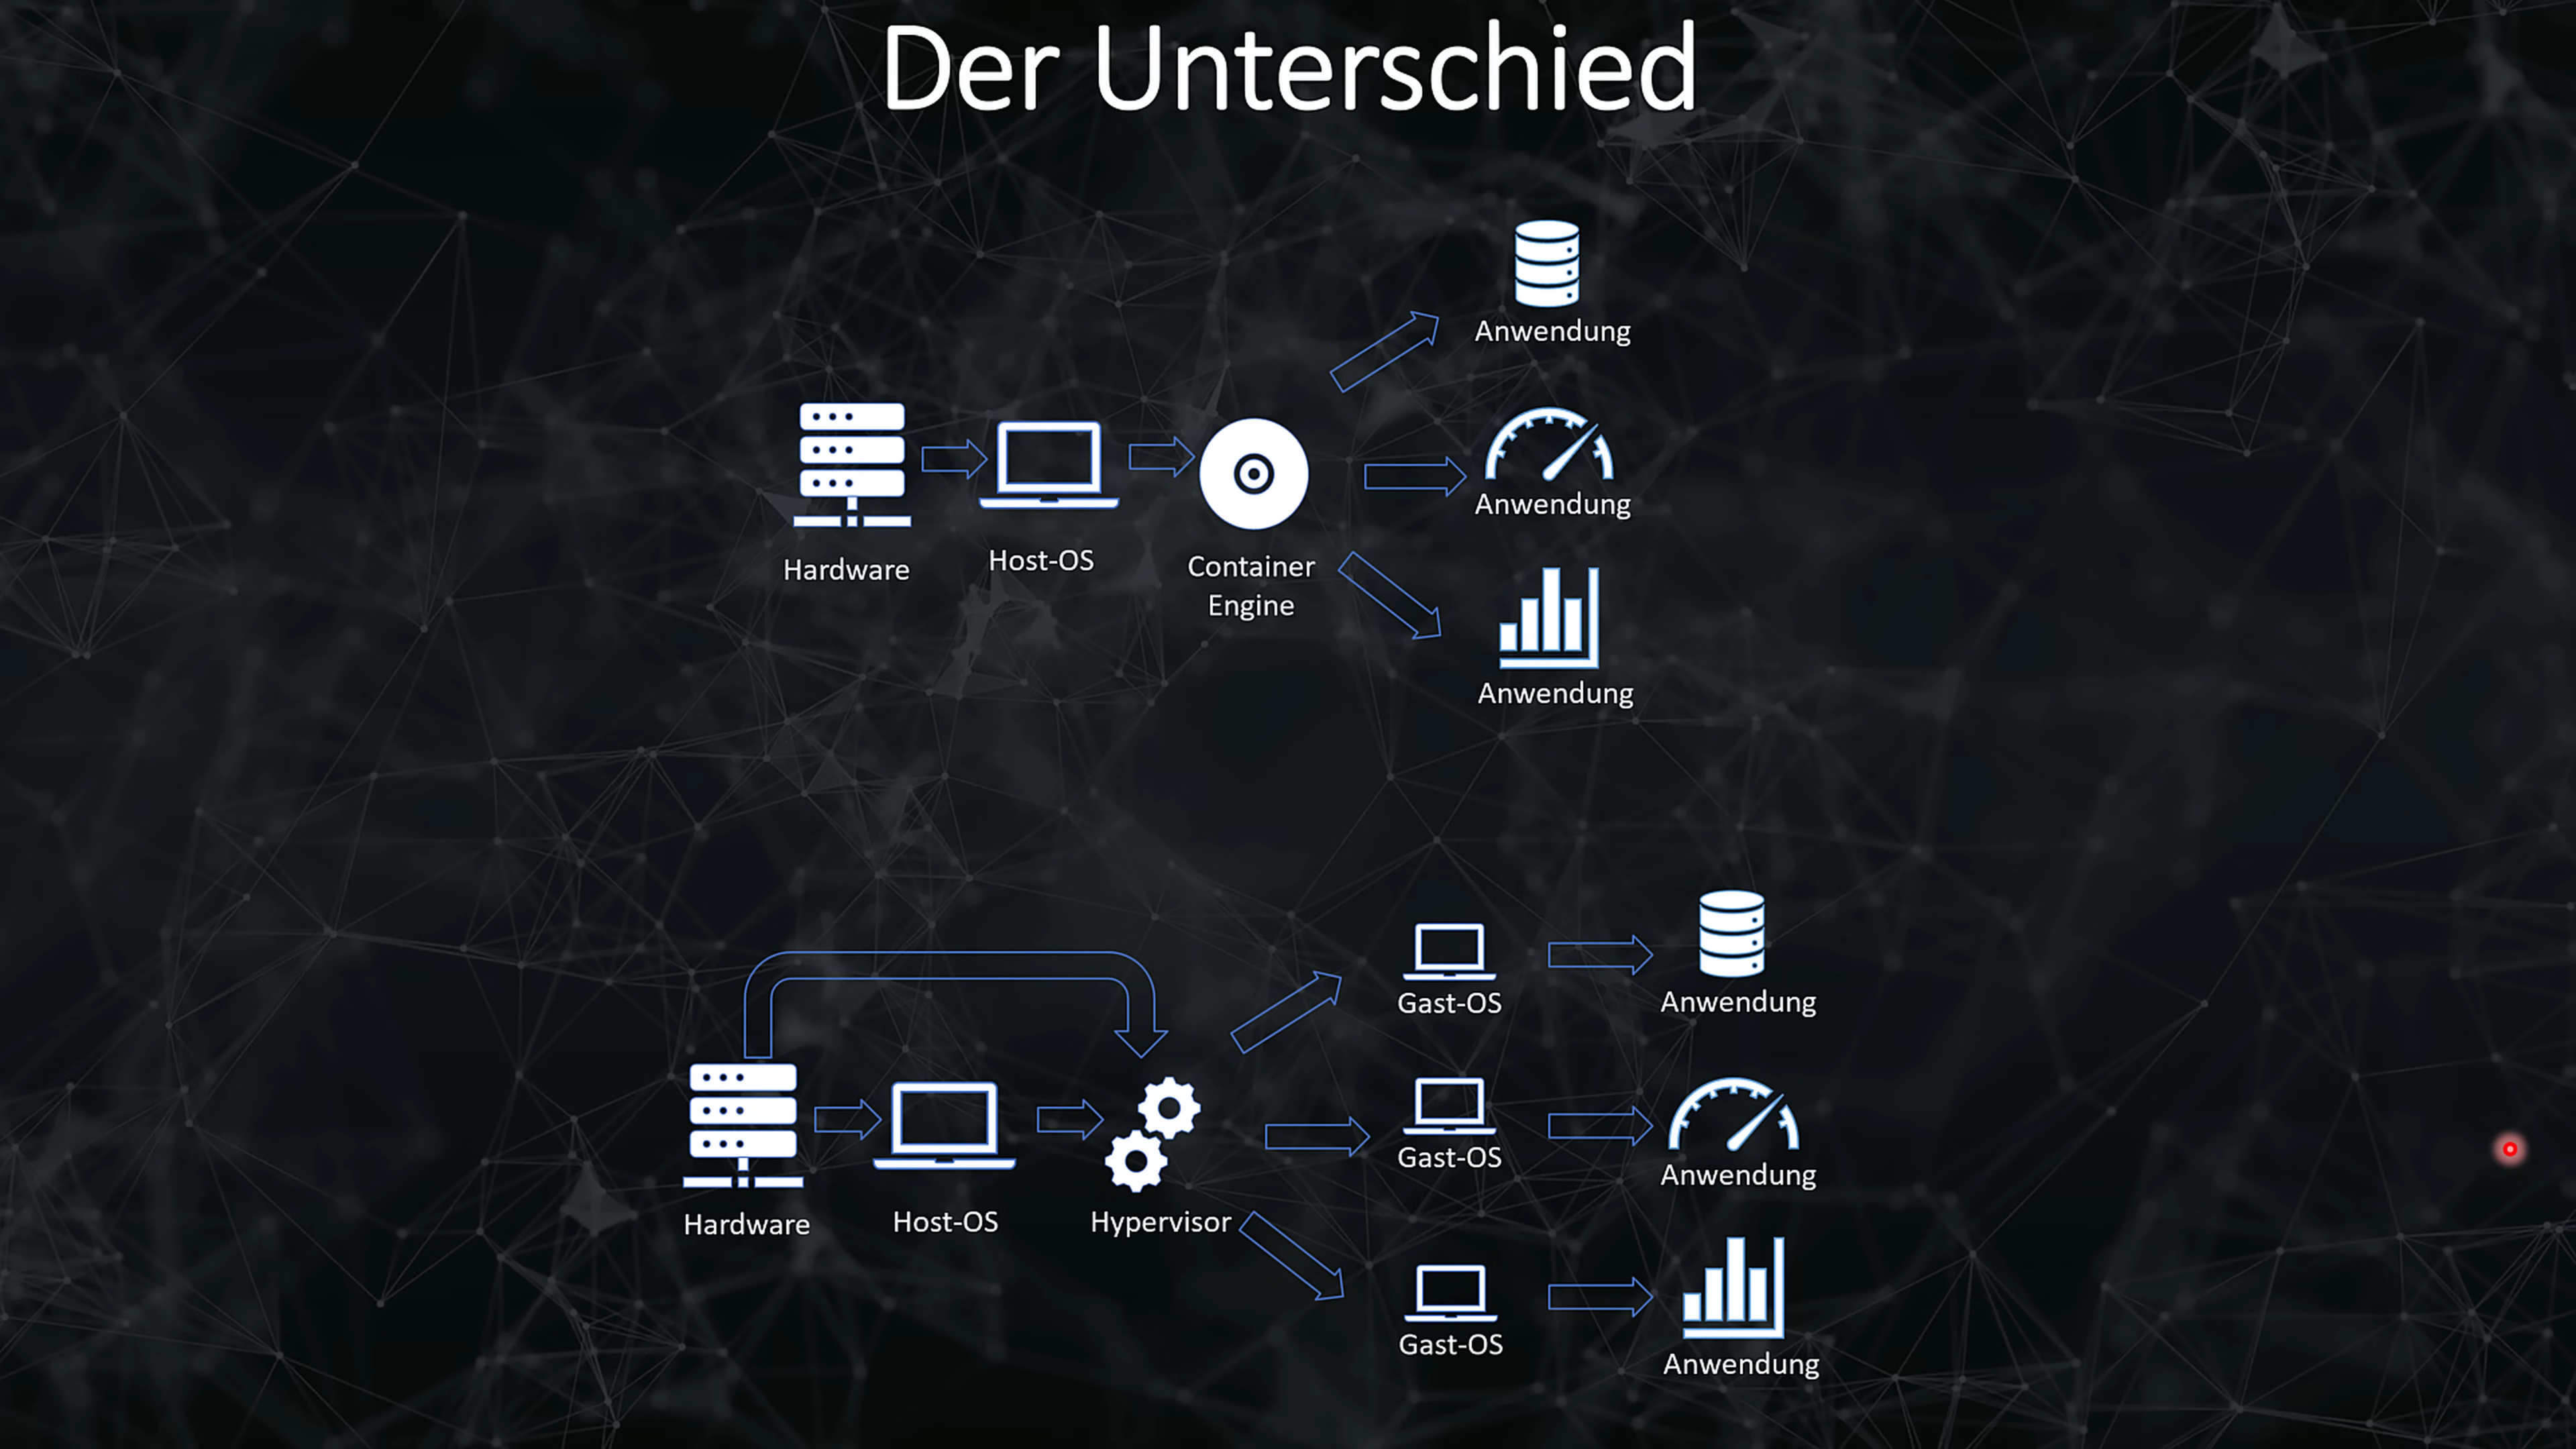 Der Unterschied
Anwendung
Anwendung
Hardware
Host-OS
Container
Engine
Anwendung
Gast-OS
Anwendung
Gast-OS
Anwendung
Hardware
Host-OS
Hypervisor
Gast-OS
Anwendung